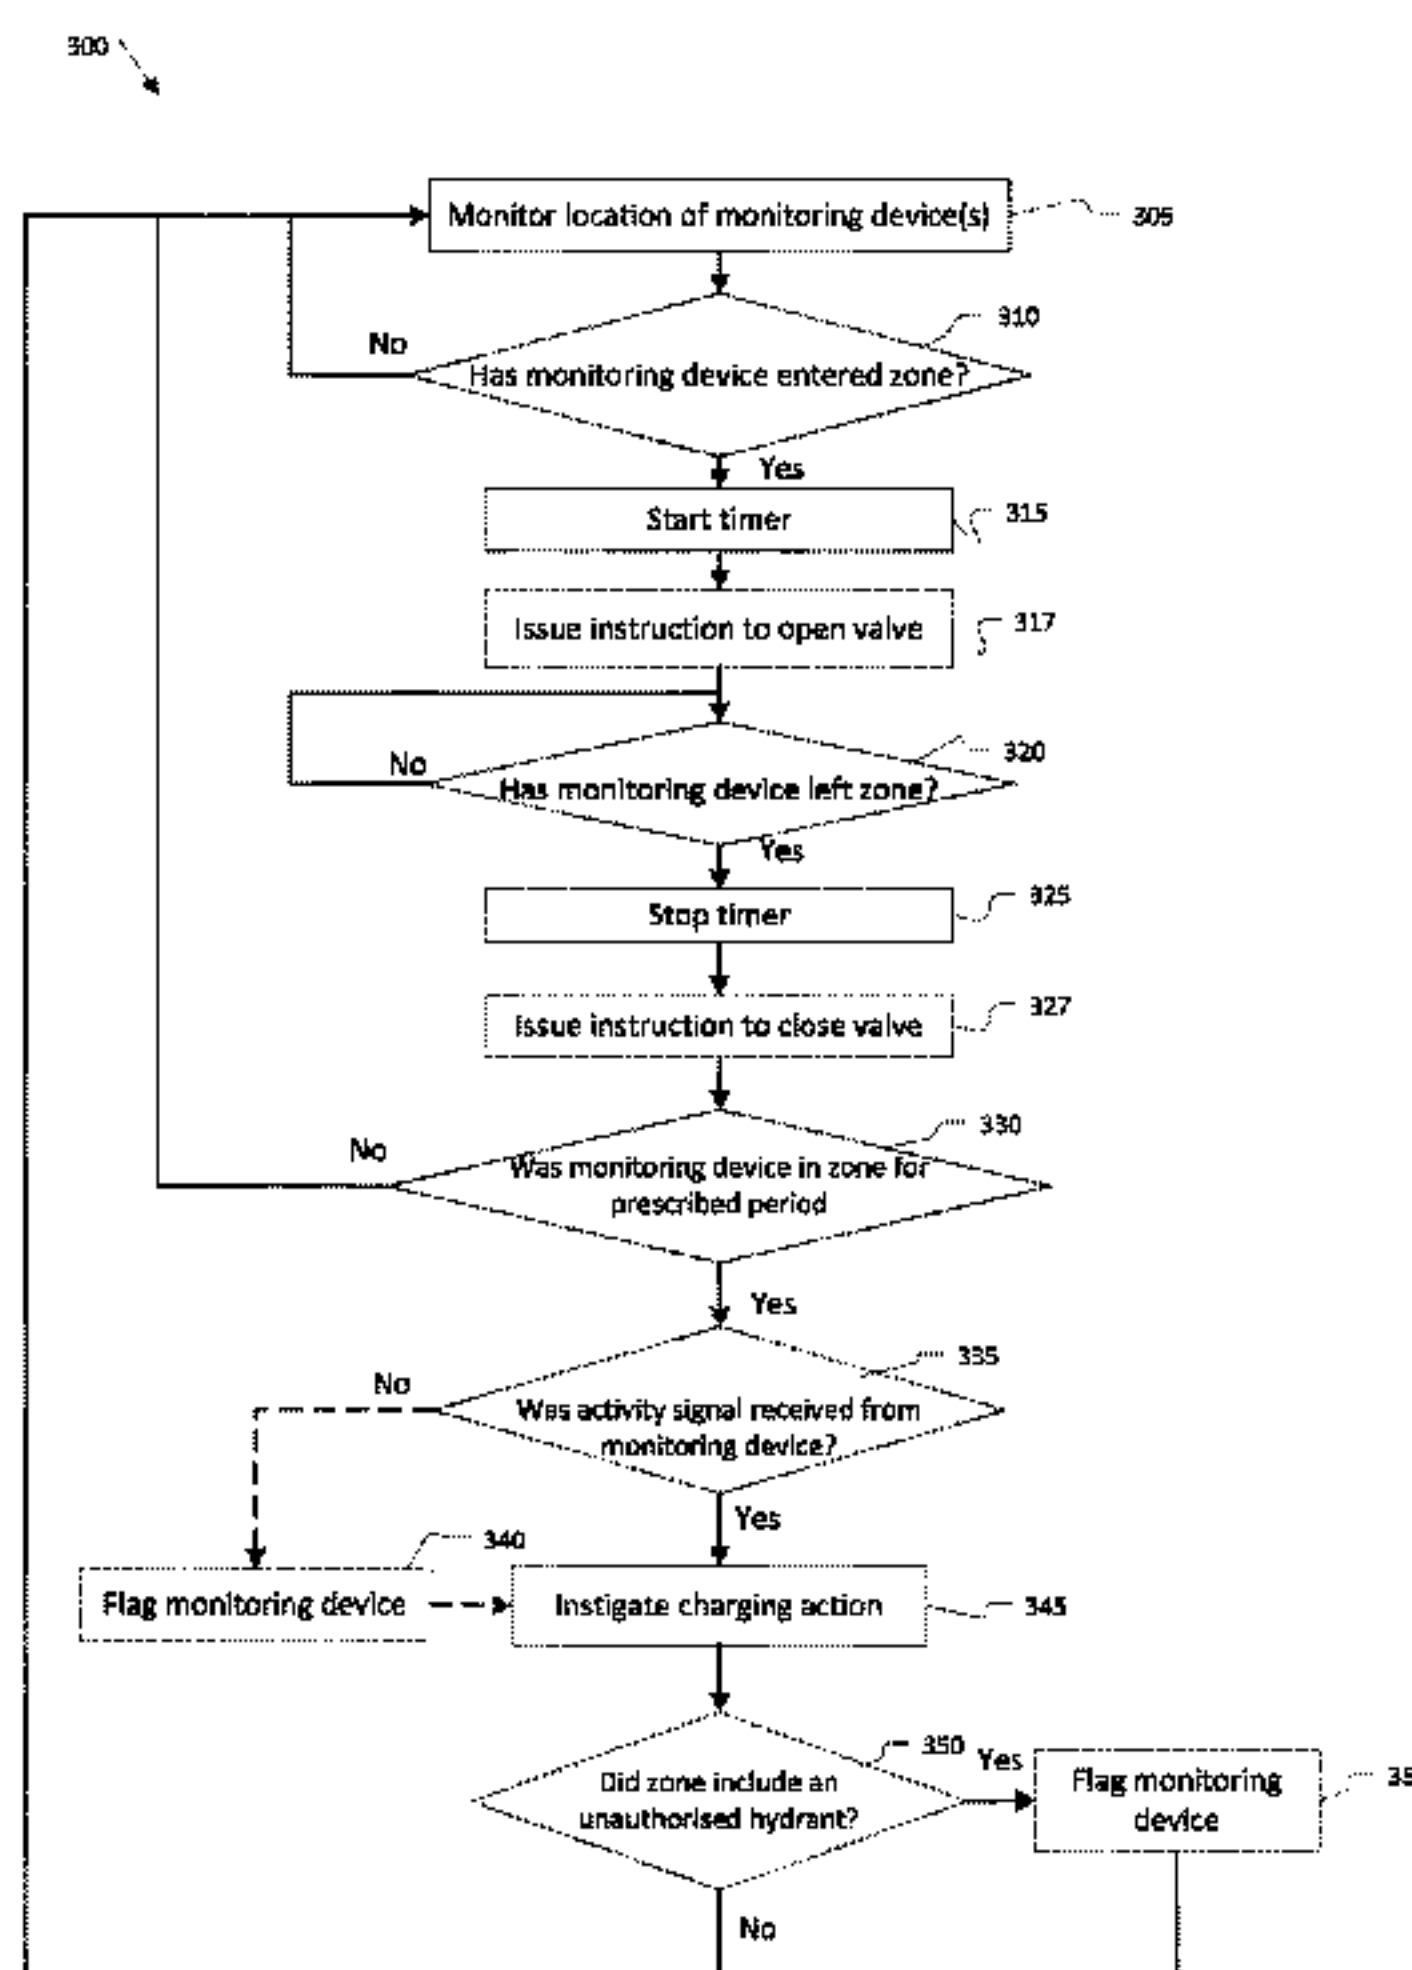 300
Monitor location of monitoring device(s)
305
310
No
Has monitoring device entered zone?
Yes
Start timer
315
Issue instruction to open valve
317
320
No
Has monitoring device left zone?
Yes
Stop timer
325
Issue instruction to close valve
327
330
No
Was monitoring device in zone for
prescribed period
Yes
335
No
Was activity signal received from
monitoring device?
Yes
340
Flag monitoring device
Instigate charging action
345
350
Yes
Did zone include an
unauthorised hydrant?
Flag monitoring
device
No